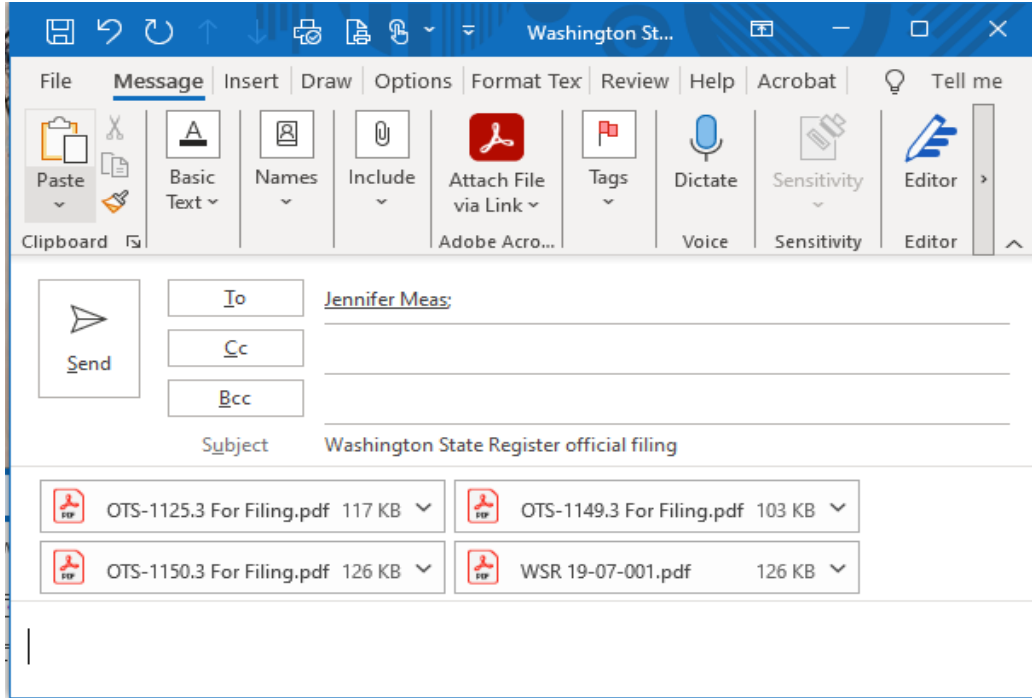 Washington St...
File Message Insert Draw Options Format Tex Review Help Acrobat Tell me
Paste
Basic Text
Names
Include
Attach File via Link
Tags
Dictate
Sensitivity
Editor
Clipboard Adobe Acro... Voice Sensitivity Editor
Send
To Jennifer Meas;
Cc
Bcc
Subject Washington State Register official filing
OTS-1125.3 For Filing.pdf 117 KB OTS-1149.3 For Filing.pdf 103 KB
OTS-1150.3 For Filing.pdf 126 KB WSR 19-07-001.pdf 126 KB